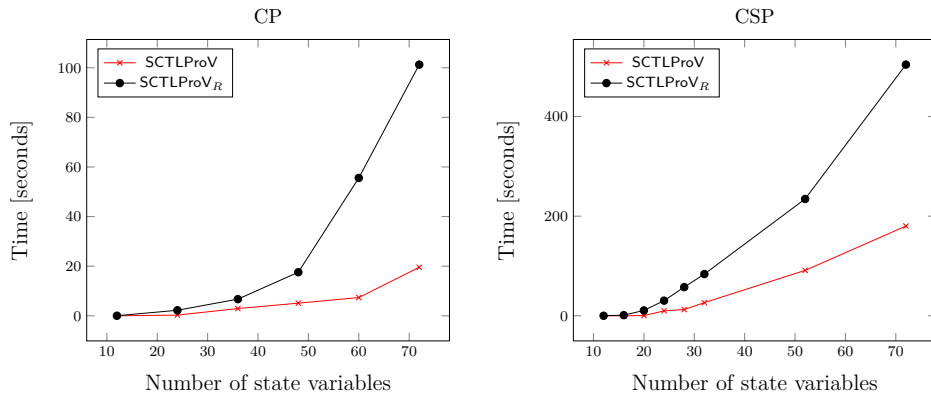 CP
SCTLProV
SCTLProV_R
Time [seconds]
100
80
60
40
20
0
10 20 30 40 50 60 70
Number of state variables
CSP
SCTLProV
SCTLProV_R
Time [seconds]
400
200
0
10 20 30 40 50 60 70
Number of state variables